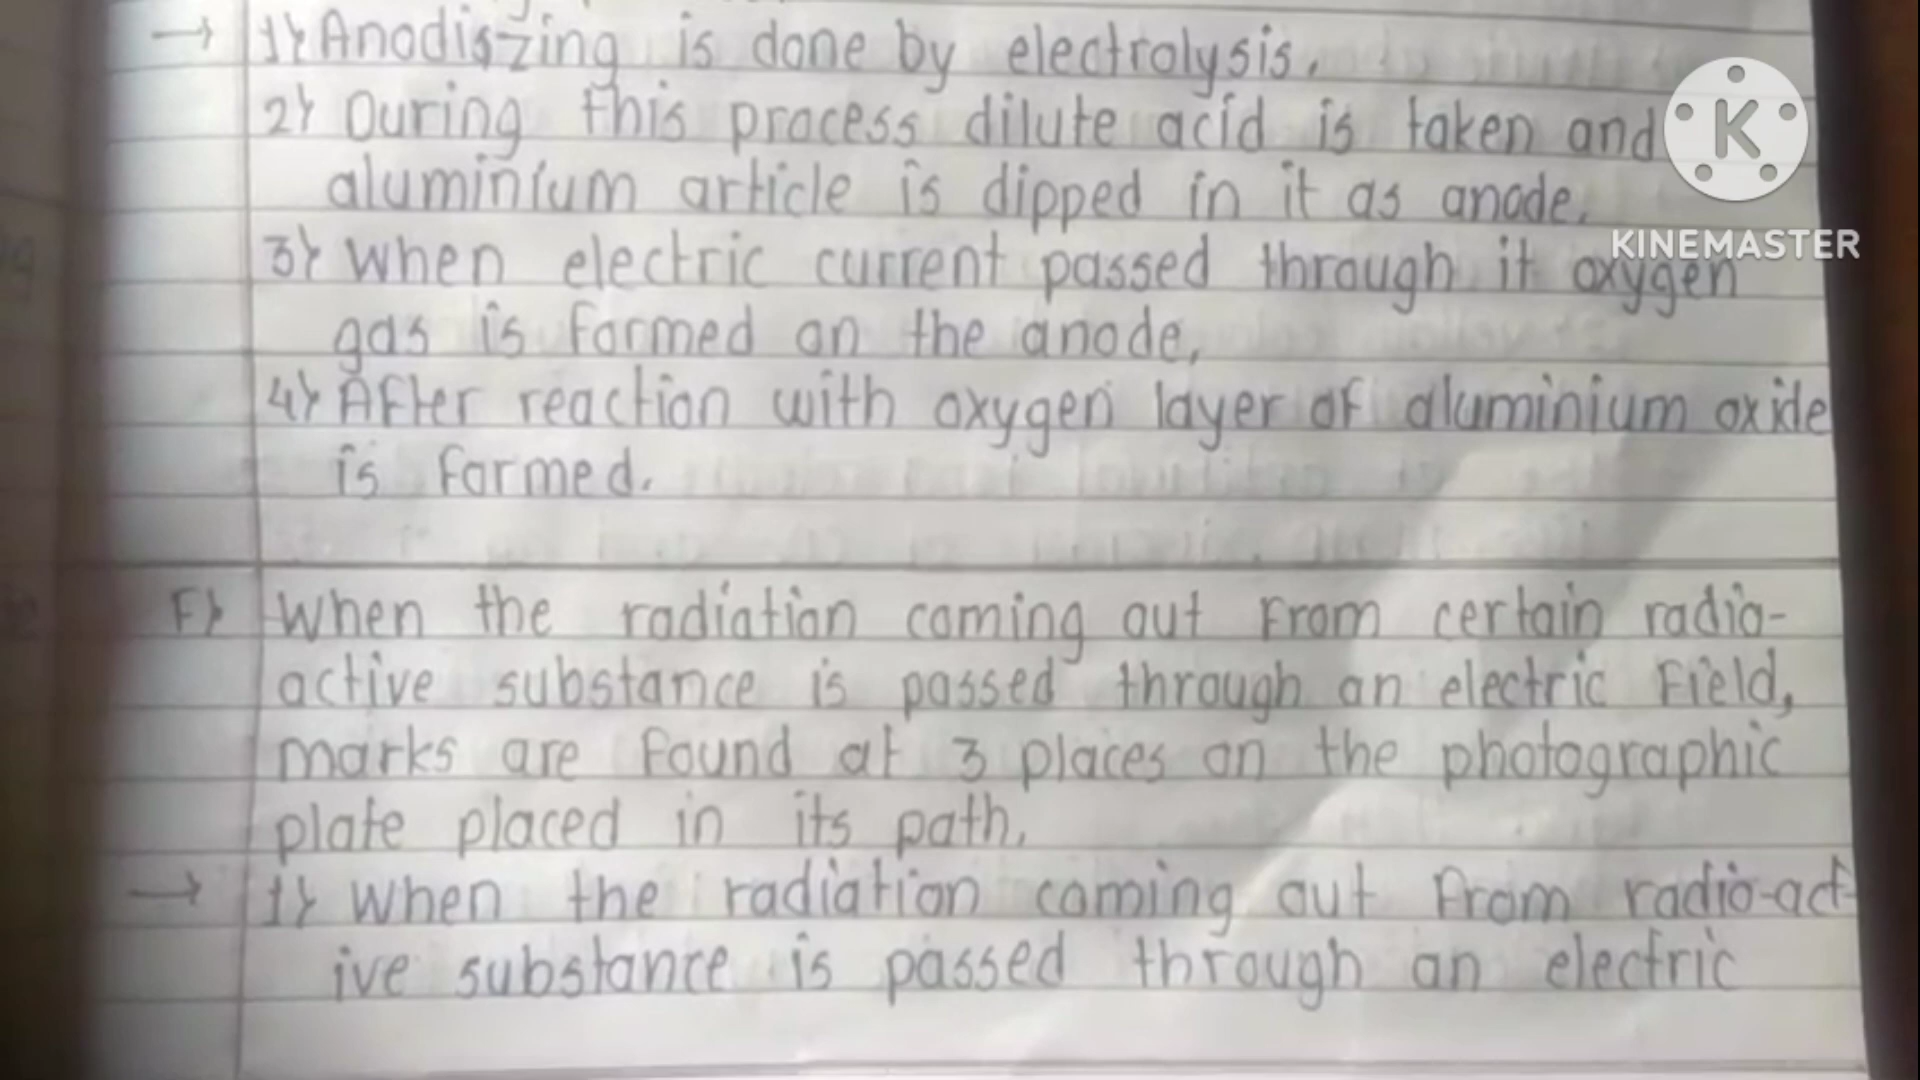 → 1} Anodiszing is done by electrolysis.
2} During this process dilute acid is taken and
aluminium article is dipped in it as anode.
3} When electric current passed through it oxygen
gas is formed on the anode,
4} After reaction with oxygen layer of aluminium oxide
is formed.
F} When the radiation coming out from certain radio-
active substance is passed through an electric field,
marks are found at 3 places on the photographic
plate placed in its path.
→ 1} When the radiation coming out from radio-act-
ive substance is passed through an electric
K
KINEMASTER